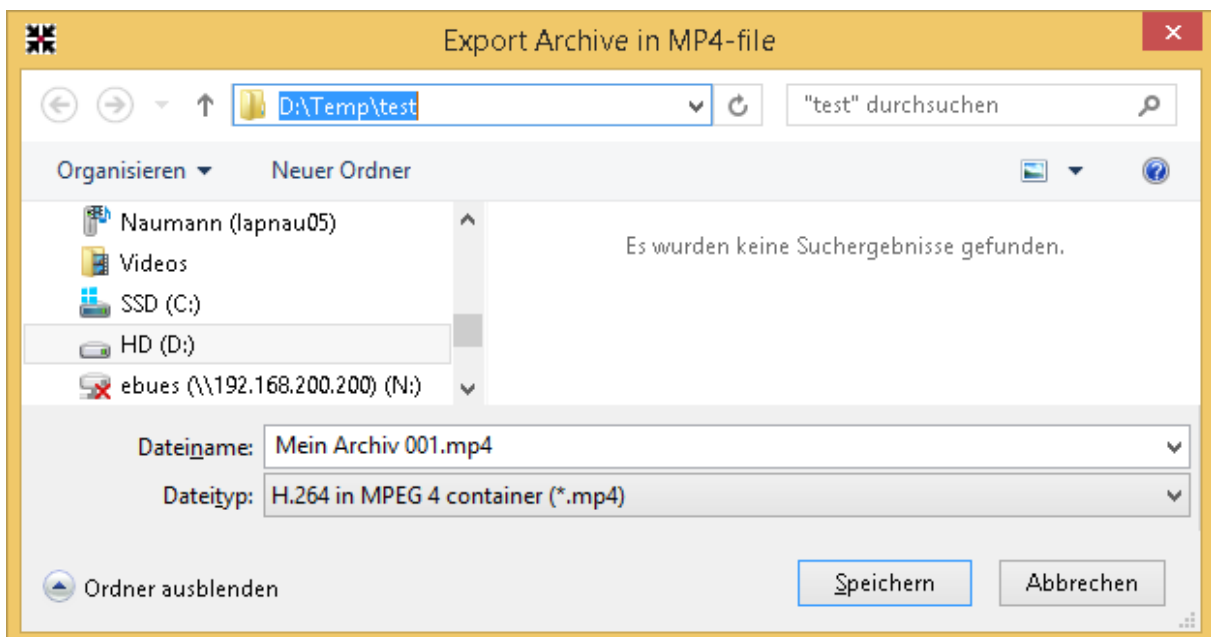 Export Archive in MP4-file
D:\Temp\test
"test" durchsuchen
Organisieren
Neuer Ordner
Naumann (lapnau05)
Videos
SSD (C:)
HD (D:)
ebues (\\192.168.200.200) (N:)
Es wurden keine Suchergebnisse gefunden.
Dateiname: Mein Archiv 001.mp4
Dateityp: H.264 in MPEG 4 container (*.mp4)
Ordner ausblenden
Speichern
Abbrechen